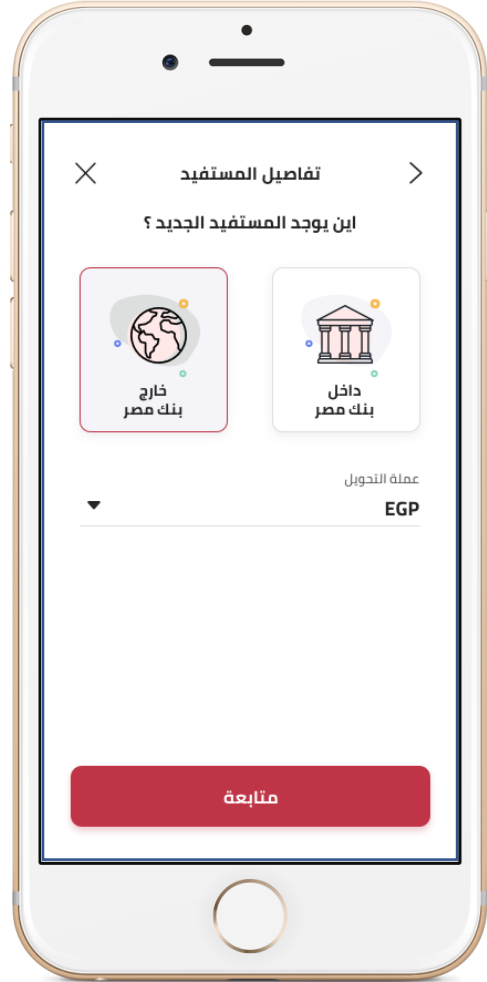 تفاصيل المستفيد
اين يوجد المستفيد الجديد ؟
داخل
بنك مصر
خارج
بنك مصر
عملة التحويل
EGP
متابعة